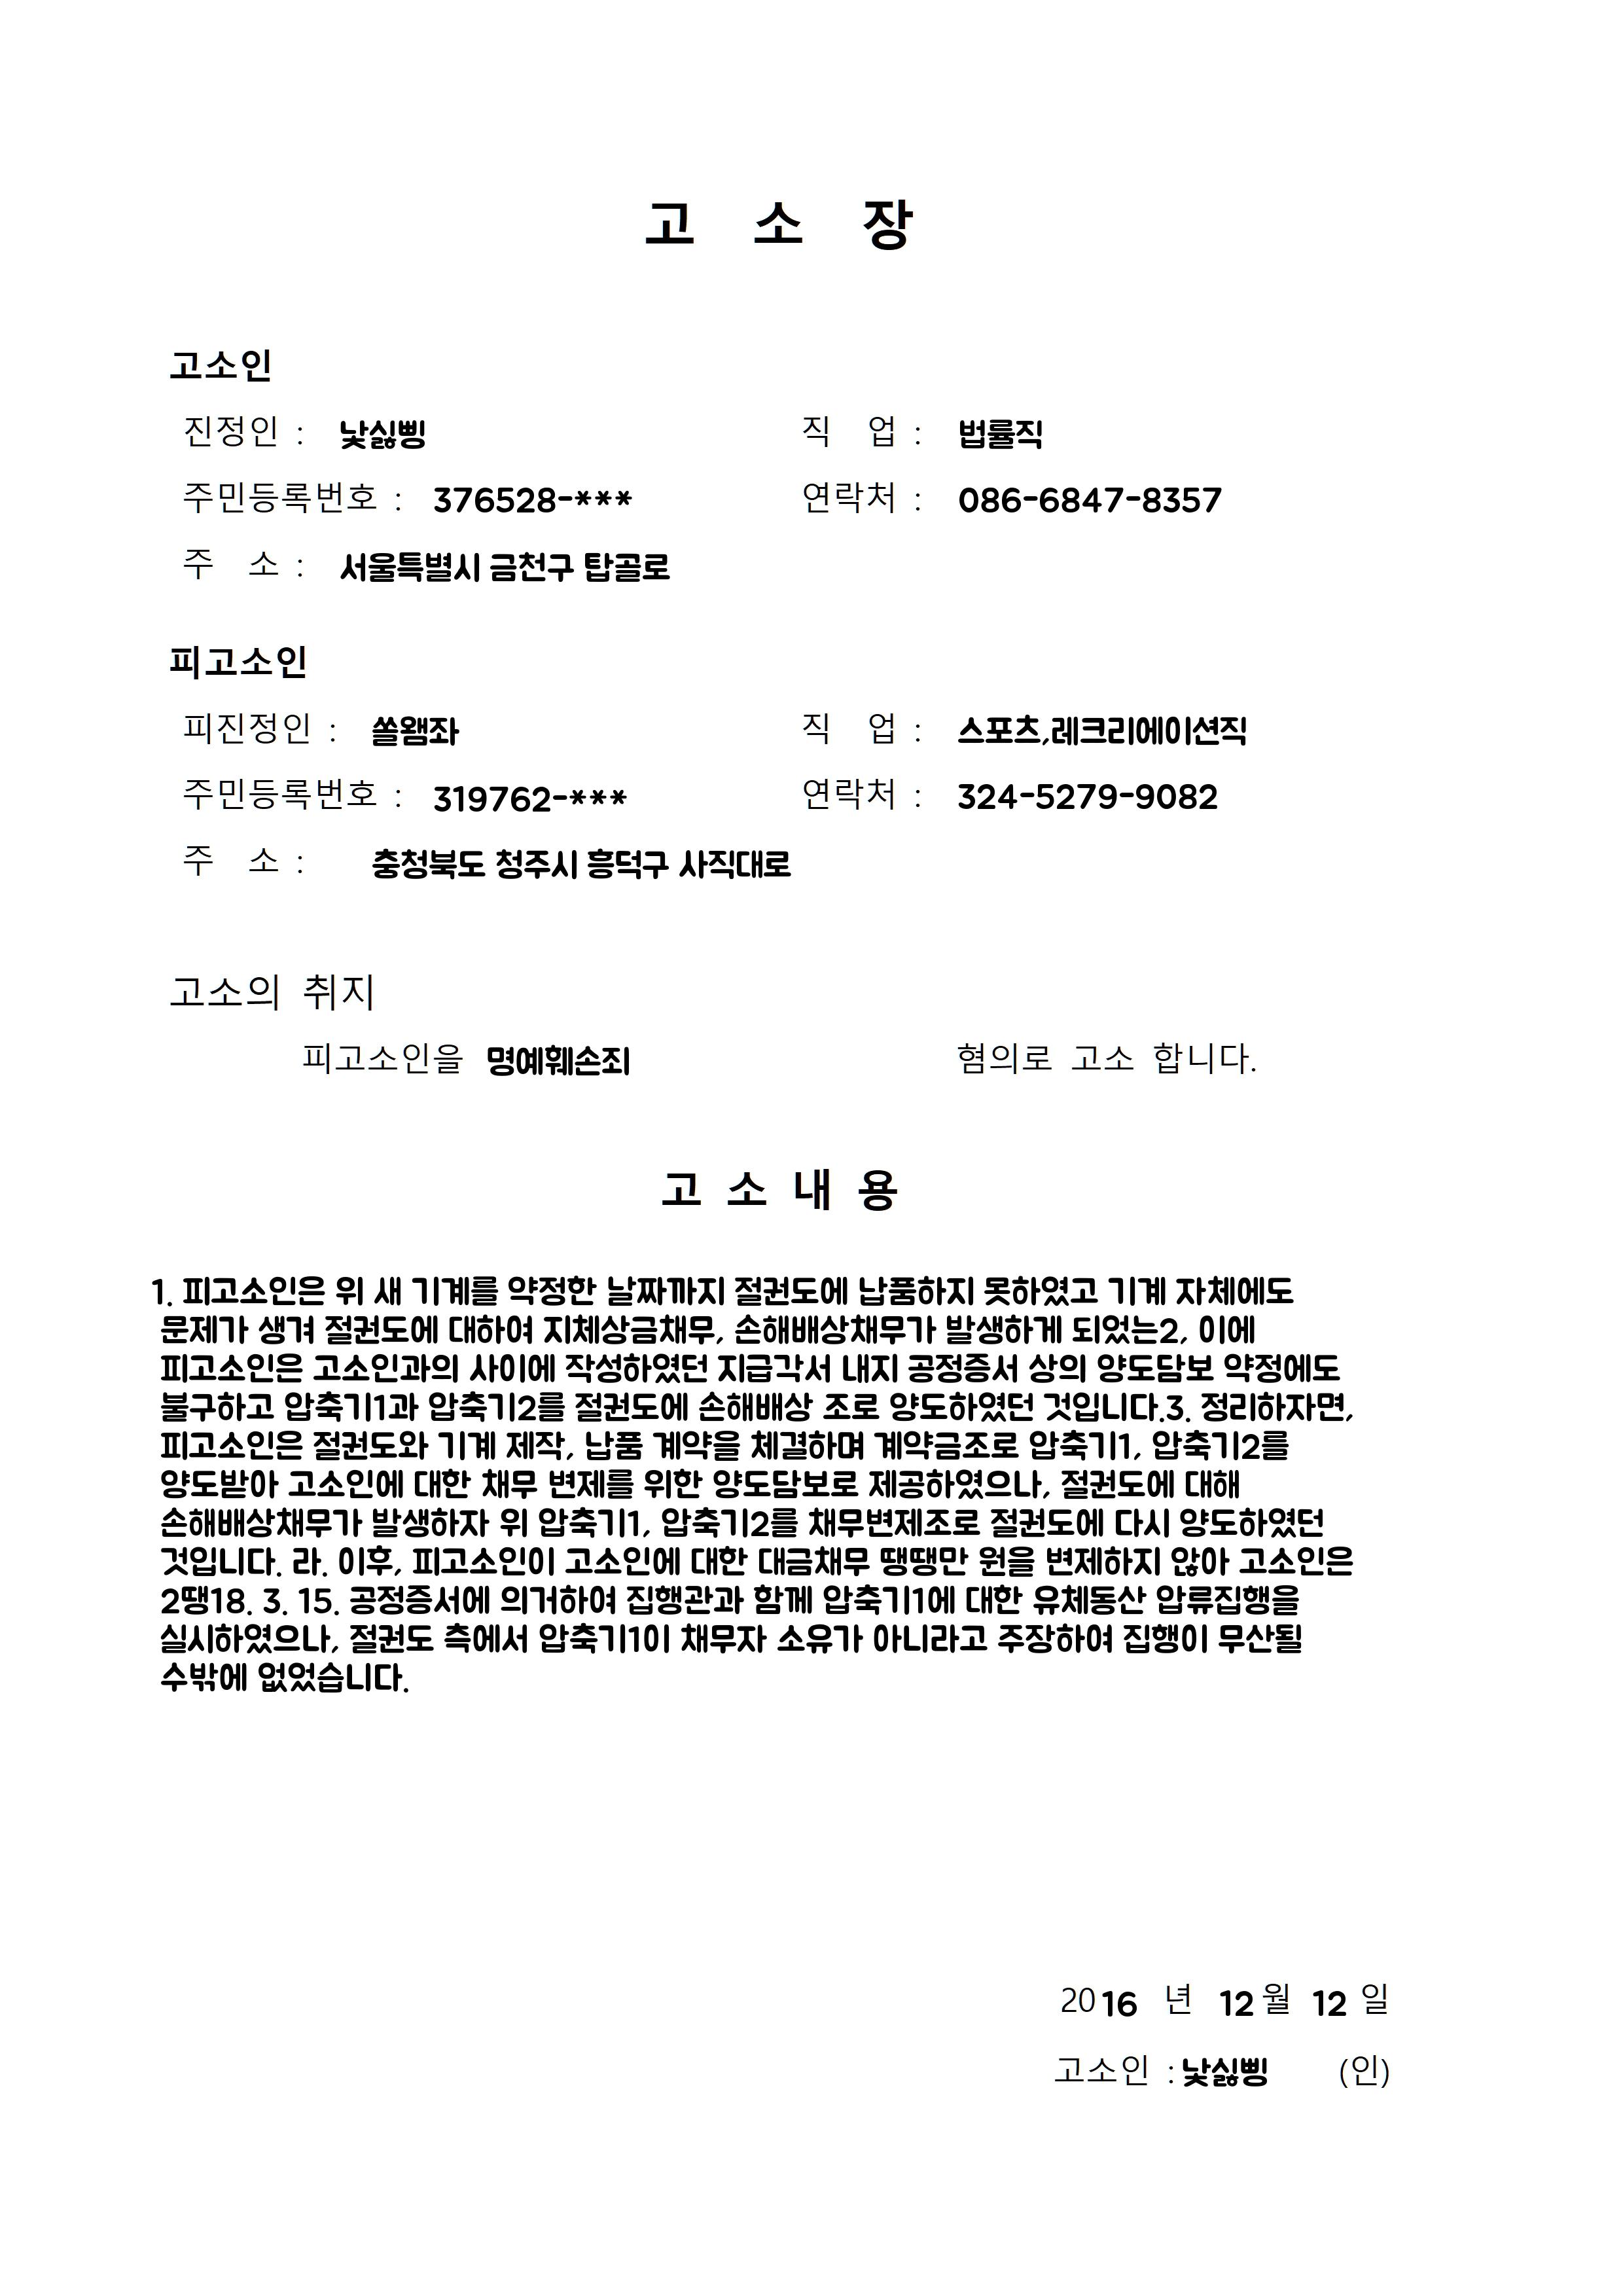 고 소 장
고소인
진정인 : 낮싫삥 직 업 : 법률직
주민등록번호 : 376528-*** 연락처 : 086-6847-8357
주 소 : 서울특별시 금천구 탑골로
피고소인
피진정인 : 쏠왬좌 직 업 : 스포츠,레크리에이션직
주민등록번호 : 319762-*** 연락처 : 324-5279-9082
주 소 : 충청북도 청주시 흥덕구 사직대로
고소의 취지
피고소인을 명예훼손죄 혐의로 고소 합니다.
고 소 내 용
1. 피고소인은 위 새 기계를 약정한 날짜까지 절권도에 납품하지 못하였고 기계 자체에도
문제가 생겨 절권도에 대하여 지체상금채무, 손해배상채무가 발생하게 되었는2, 이에
피고소인은 고소인과의 사이에 작성하였던 지급각서 내지 공정증서 상의 양도담보 약정에도
불구하고 압축기1과 압축기2를 절권도에 손해배상 조로 양도하였던 것입니다.3. 정리하자면,
피고소인은 절권도와 기계 제작, 납품 계약을 체결하며 계약금조로 압축기1, 압축기2를
양도받아 고소인에 대한 채무 변제를 위한 양도담보로 제공하였으나, 절권도에 대해
손해배상채무가 발생하자 위 압축기1, 압축기2를 채무변제조로 절권도에 다시 양도하였던
것입니다. 라. 이후, 피고소인이 고소인에 대한 대금채무 땡땡만 원을 변제하지 않아 고소인은
2땡18. 3. 15. 공정증서에 의거하여 집행관과 함께 압축기1에 대한 유체동산 압류집행을
실시하였으나, 절권도 측에서 압축기1이 채무자 소유가 아니라고 주장하여 집행이 무산될
수밖에 없었습니다.
2016 년 12 월 12 일
고소인 : 낮싫삥 (인)